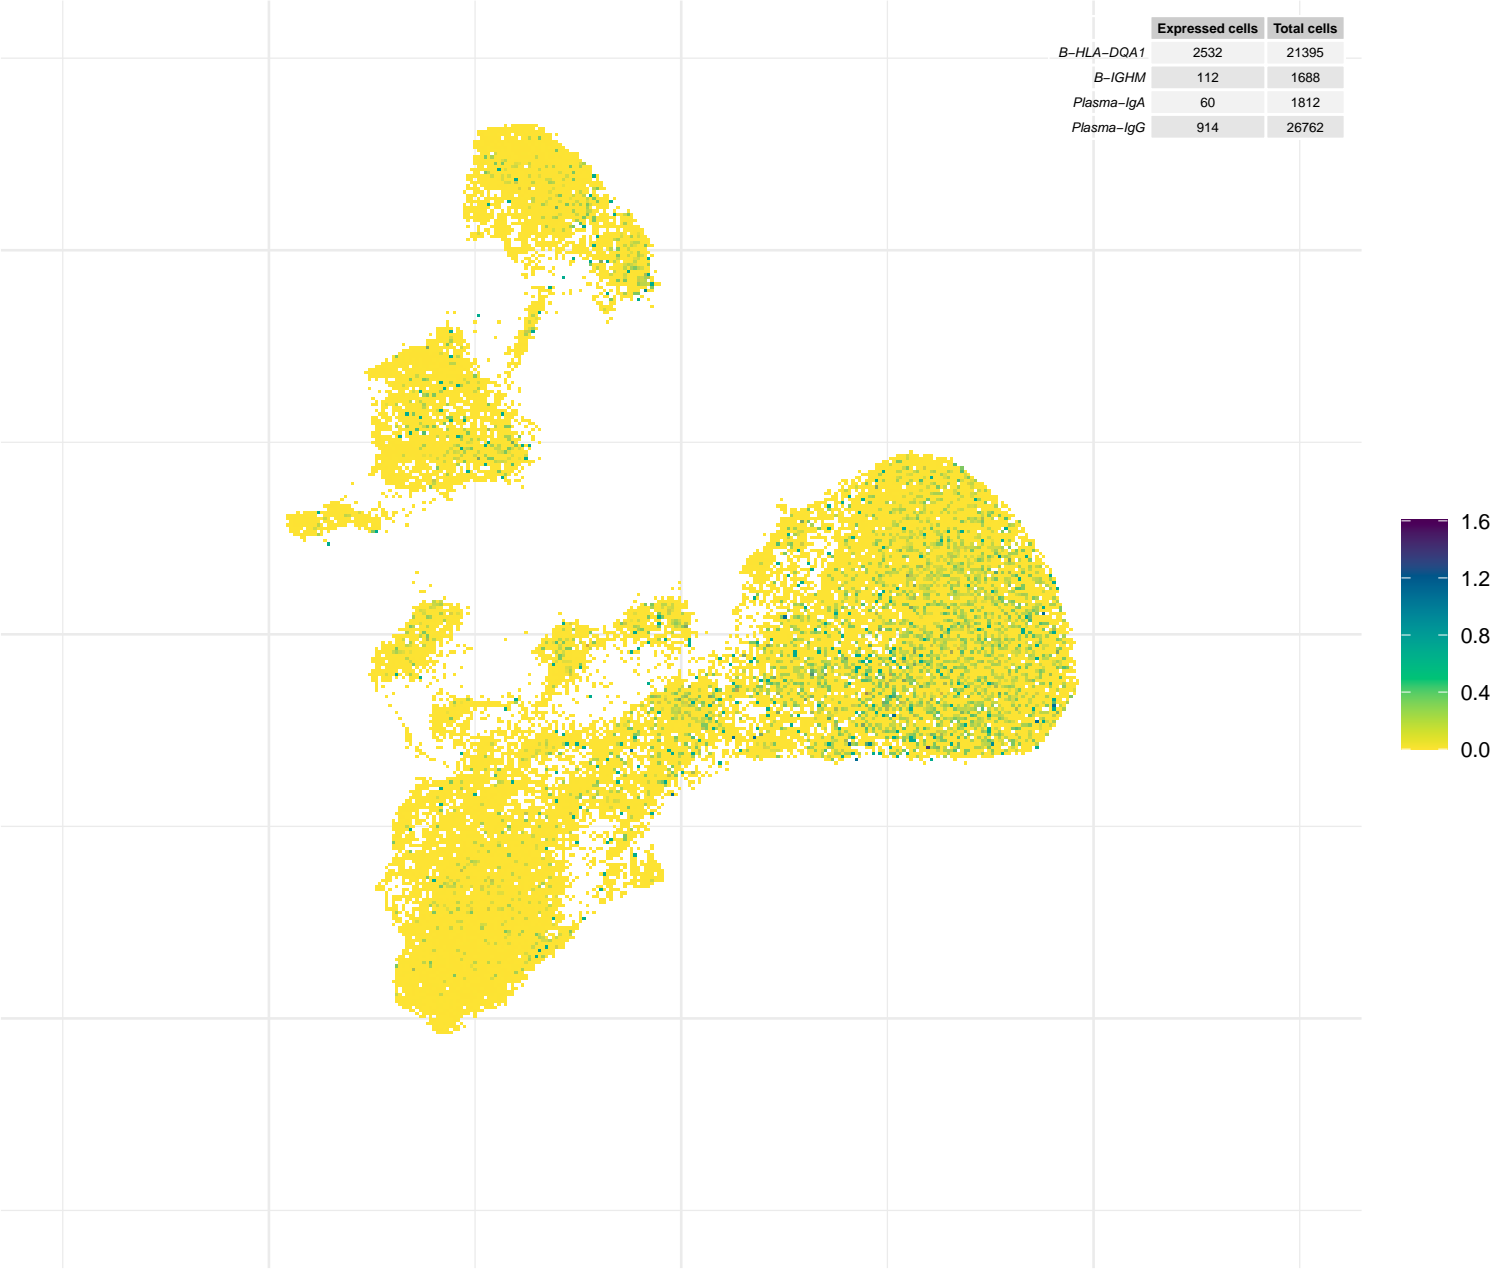 Expressed cells Total cells
B−HLA−DQA1 2532 21395
B−IGHM 112 1688
Plasma−IgA 60 1812
Plasma−IgG 914 26762
1.6
1.2
0.8
0.4
0.0